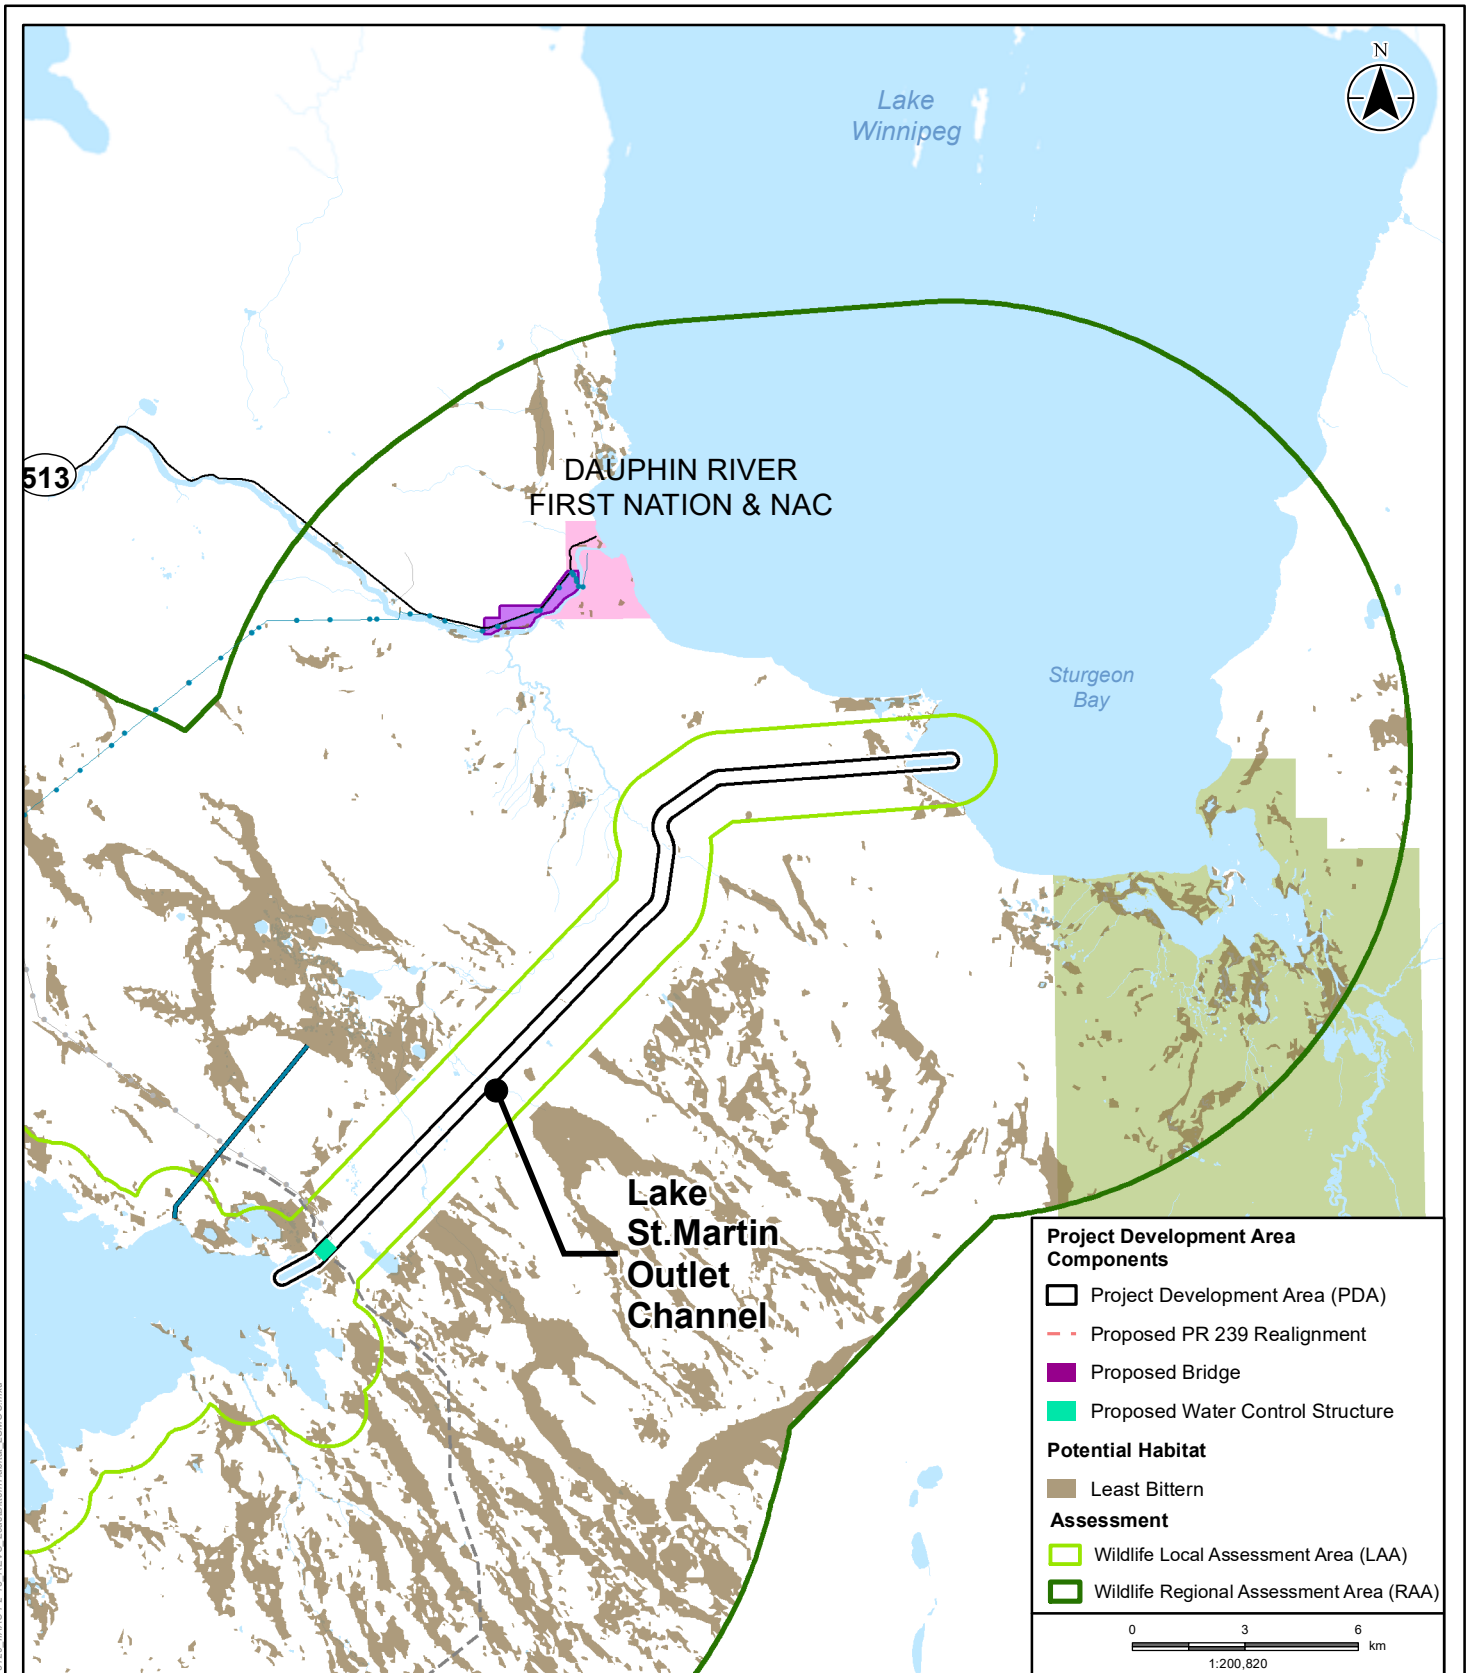 N
Lake
Winnipeg
513
DAUPHIN RIVER
FIRST NATION & NAC
Sturgeon
Bay
Lake
St.Martin
Outlet
Channel
Project Development Area
Components
Project Development Area (PDA)
Proposed PR 239 Realignment
Proposed Bridge
Proposed Water Control Structure
Potential Habitat
Least Bittern
Assessment
Wildlife Local Assessment Area (LAA)
Wildlife Regional Assessment Area (RAA)
0 3 6
km
1:200,820